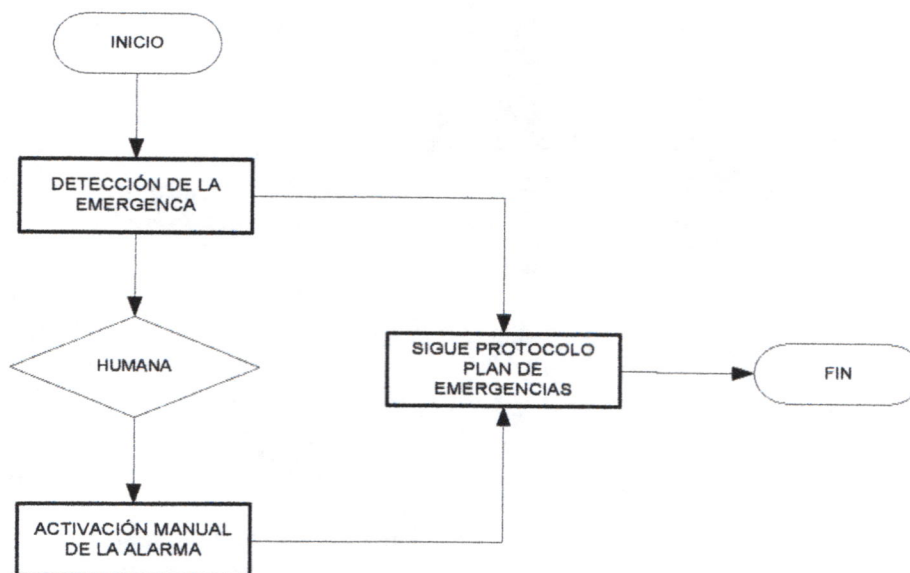 INICIO
DETECCIÓN DE LA
EMERGENCA
HUMANA
SIGUE PROTOCOLO
PLAN DE
EMERGENCIAS
FIN
ACTIVACIÓN MANUAL
DE LA ALARMA